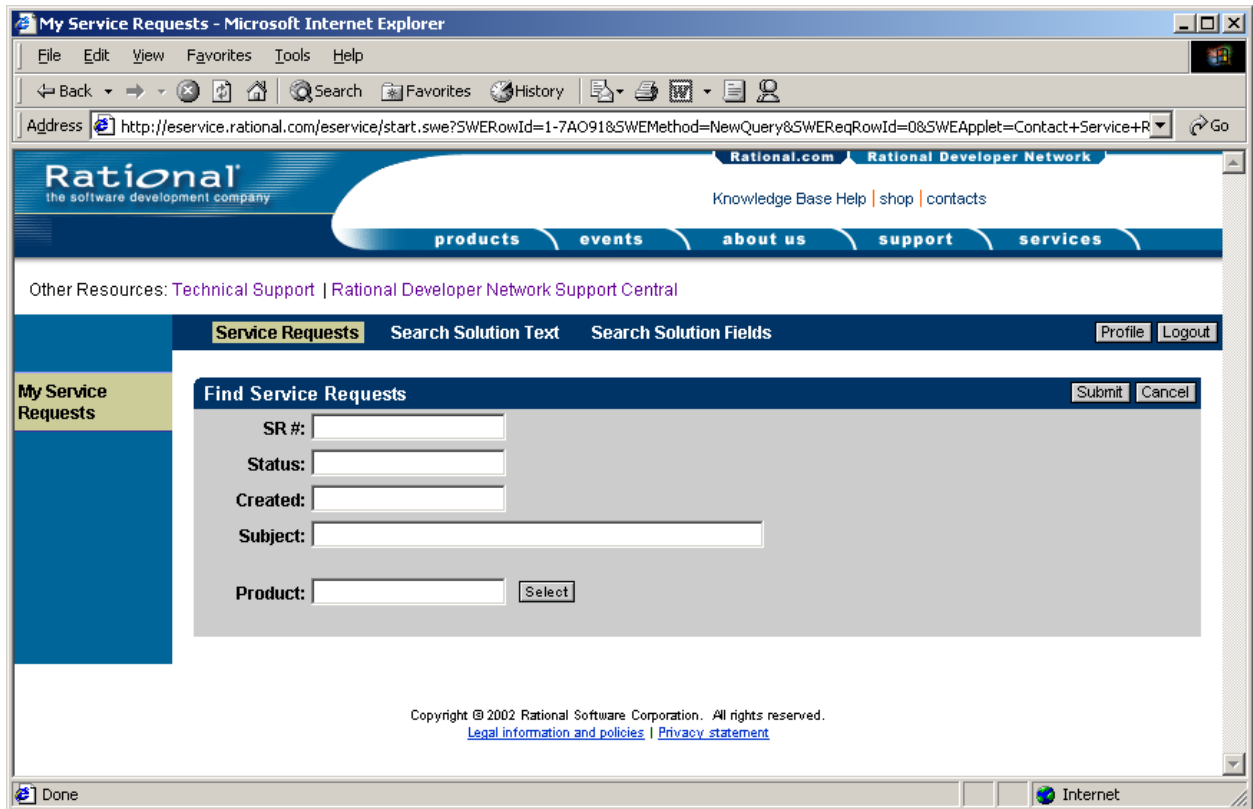 My Service Requests - Microsoft Internet Explorer
File Edit View Favorites Tools Help
Back Search Favorites History
Address http://eservice.rational.com/eservice/start.swe?SWERowId=1-7AO91&SWEMethod=NewQuery&SWEReqRowId=0&SWEApplet=Contact+Service+R Go
Rational.com Rational Developer Network
Rational
the software development company
Knowledge Base Help | shop | contacts
products events about us support services
Other Resources: Technical Support | Rational Developer Network Support Central
Service Requests Search Solution Text Search Solution Fields Profile Logout
My Service
Requests
Find Service Requests Submit Cancel
SR #:
Status:
Created:
Subject:
Product: Select
Copyright © 2002 Rational Software Corporation. All rights reserved.
Legal information and policies | Privacy statement
Done Internet